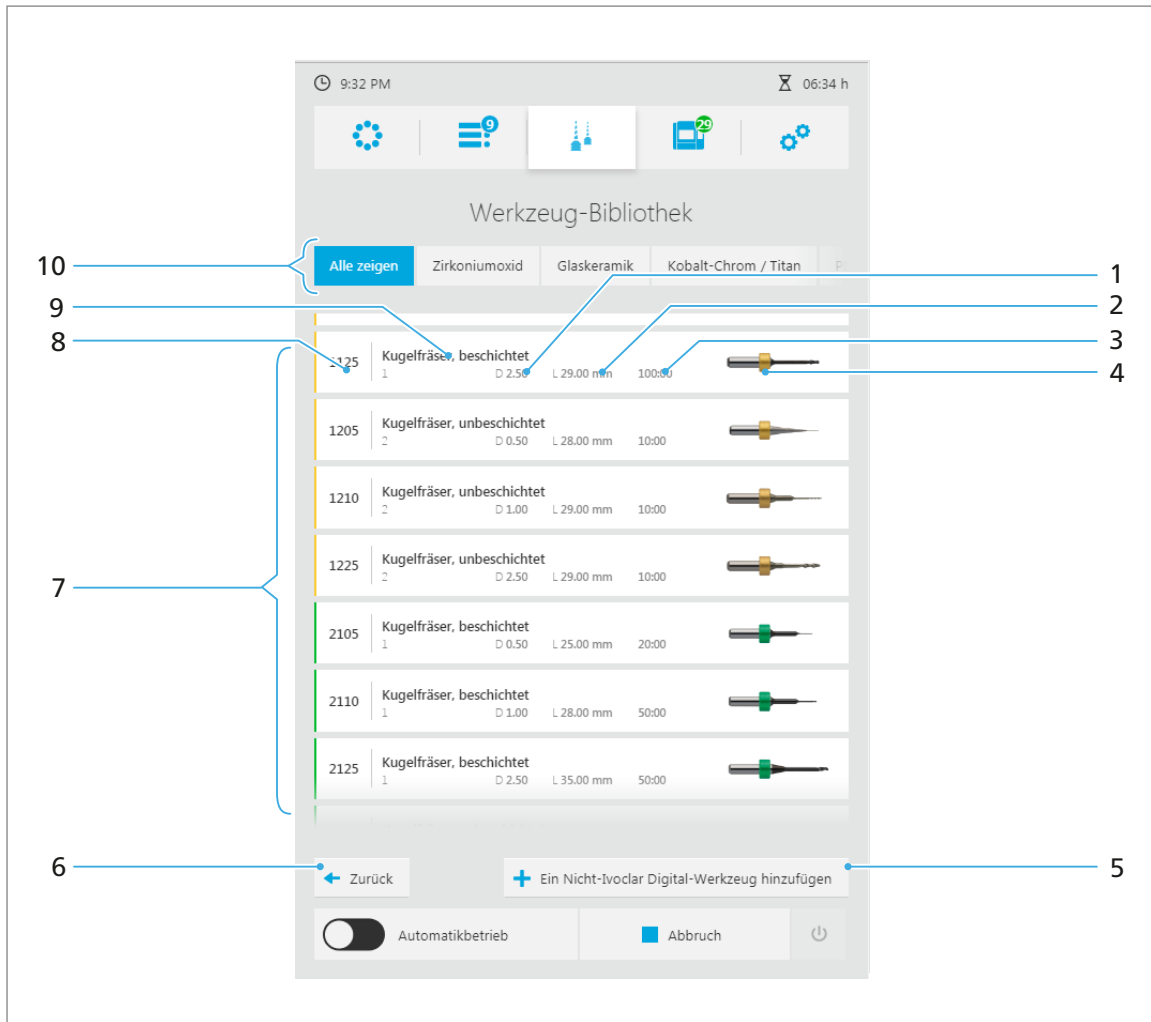 9:32 PM 06:34 h
9 29
Werkzeug-Bibliothek
10 Alle zeigen Zirkoniumoxid Glaskeramik Kobalt-Chrom / Titan
1
9
2
8
3
4
Kugelfräser, beschichtet
1 D 2.50 L 29.00 mm
1205 Kugelfräser, unbeschichtet
2 D 0.50 L 28.00 mm 10:00
1210 Kugelfräser, unbeschichtet
2 D 1.00 L 29.00 mm 10:00
1225 Kugelfräser, unbeschichtet
2 D 2.50 L 29.00 mm 10:00
7
2105 Kugelfräser, beschichtet
1 D 0.50 L 25.00 mm 20:00
2110 Kugelfräser, beschichtet
1 D 1.00 L 28.00 mm 50:00
2125 Kugelfräser, beschichtet
1 D 2.50 L 35.00 mm 50:00
6 5
Zurück Ein Nicht-Ivoclar Digital-Werkzeug hinzufügen
Automatikbetrieb Abbruch